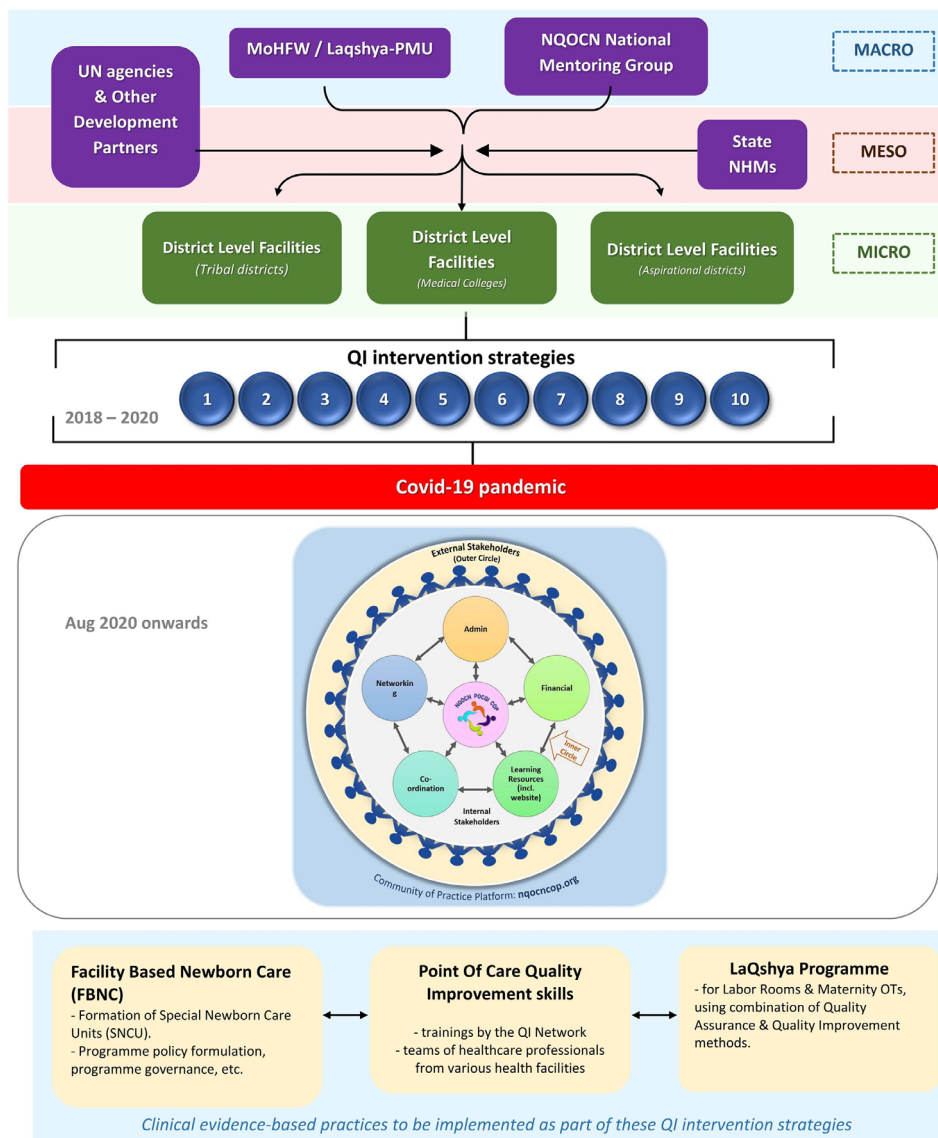 MoHFW / Laqshya-PMU
NQOCN National
Mentoring Group
MACRO
UN agencies
& Other
Development
Partners
State
NHMs
MESO
District Level Facilities
(Tribal districts)
District Level
Facilities
(Medical Colleges)
District Level Facilities
(Aspirational districts)
MICRO
QI intervention strategies
1 2 3 4 5 6 7 8 9 10
2018 – 2020
Covid-19 pandemic
Aug 2020 onwards
External Stakeholders
(Outer Circle)
Admin
Networkin
g
Financial
NQOCN POCQI COP
Inner
Circle
Co-
ordination
Learning
Resources
(incl.
website)
Internal
Stakeholders
Community of Practice Platform: nqocncop.org
Facility Based Newborn Care
(FBNC)
- Formation of Special Newborn Care
Units (SNCU).
- Programme policy formulation,
programme governance, etc.
Point Of Care Quality
Improvement skills
- trainings by the QI Network
- teams of healthcare professionals
from various health facilities
LaQshya Programme
- for Labor Rooms & Maternity OTs,
using combination of Quality
Assurance & Quality Improvement
methods.
Clinical evidence-based practices to be implemented as part of these QI intervention strategies